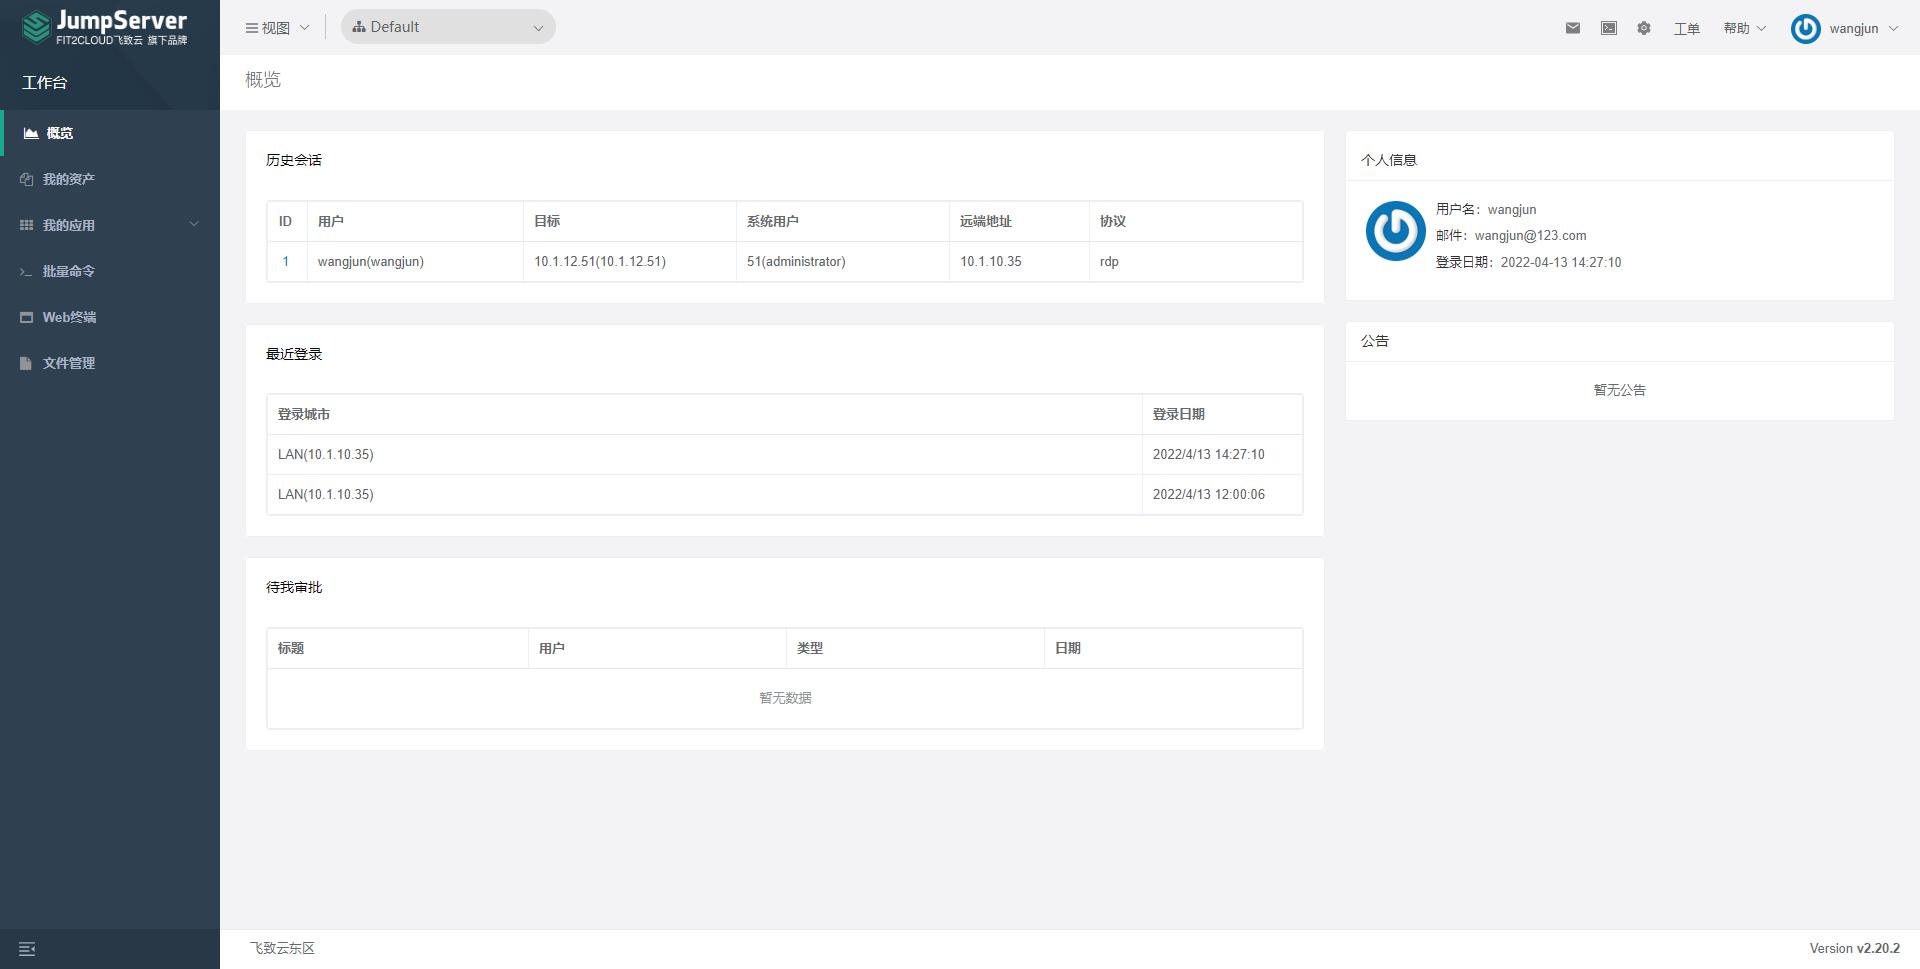 JumpServer
FIT2CLOUD飞致云 旗下品牌
视图
Default
工单
帮助
wangjun
工作台
概览
我的资产
我的应用
批量命令
Web终端
文件管理
概览
历史会话
ID 用户 目标 系统用户 远端地址 协议
1 wangjun(wangjun) 10.1.12.51(10.1.12.51) 51(administrator) 10.1.10.35 rdp
最近登录
登录城市 登录日期
LAN(10.1.10.35) 2022/4/13 14:27:10
LAN(10.1.10.35) 2022/4/13 12:00:06
待我审批
标题 用户 类型 日期
暂无数据
个人信息
用户名：wangjun
邮件：wangjun@123.com
登录日期：2022-04-13 14:27:10
公告
暂无公告
飞致云东区
Version v2.20.2